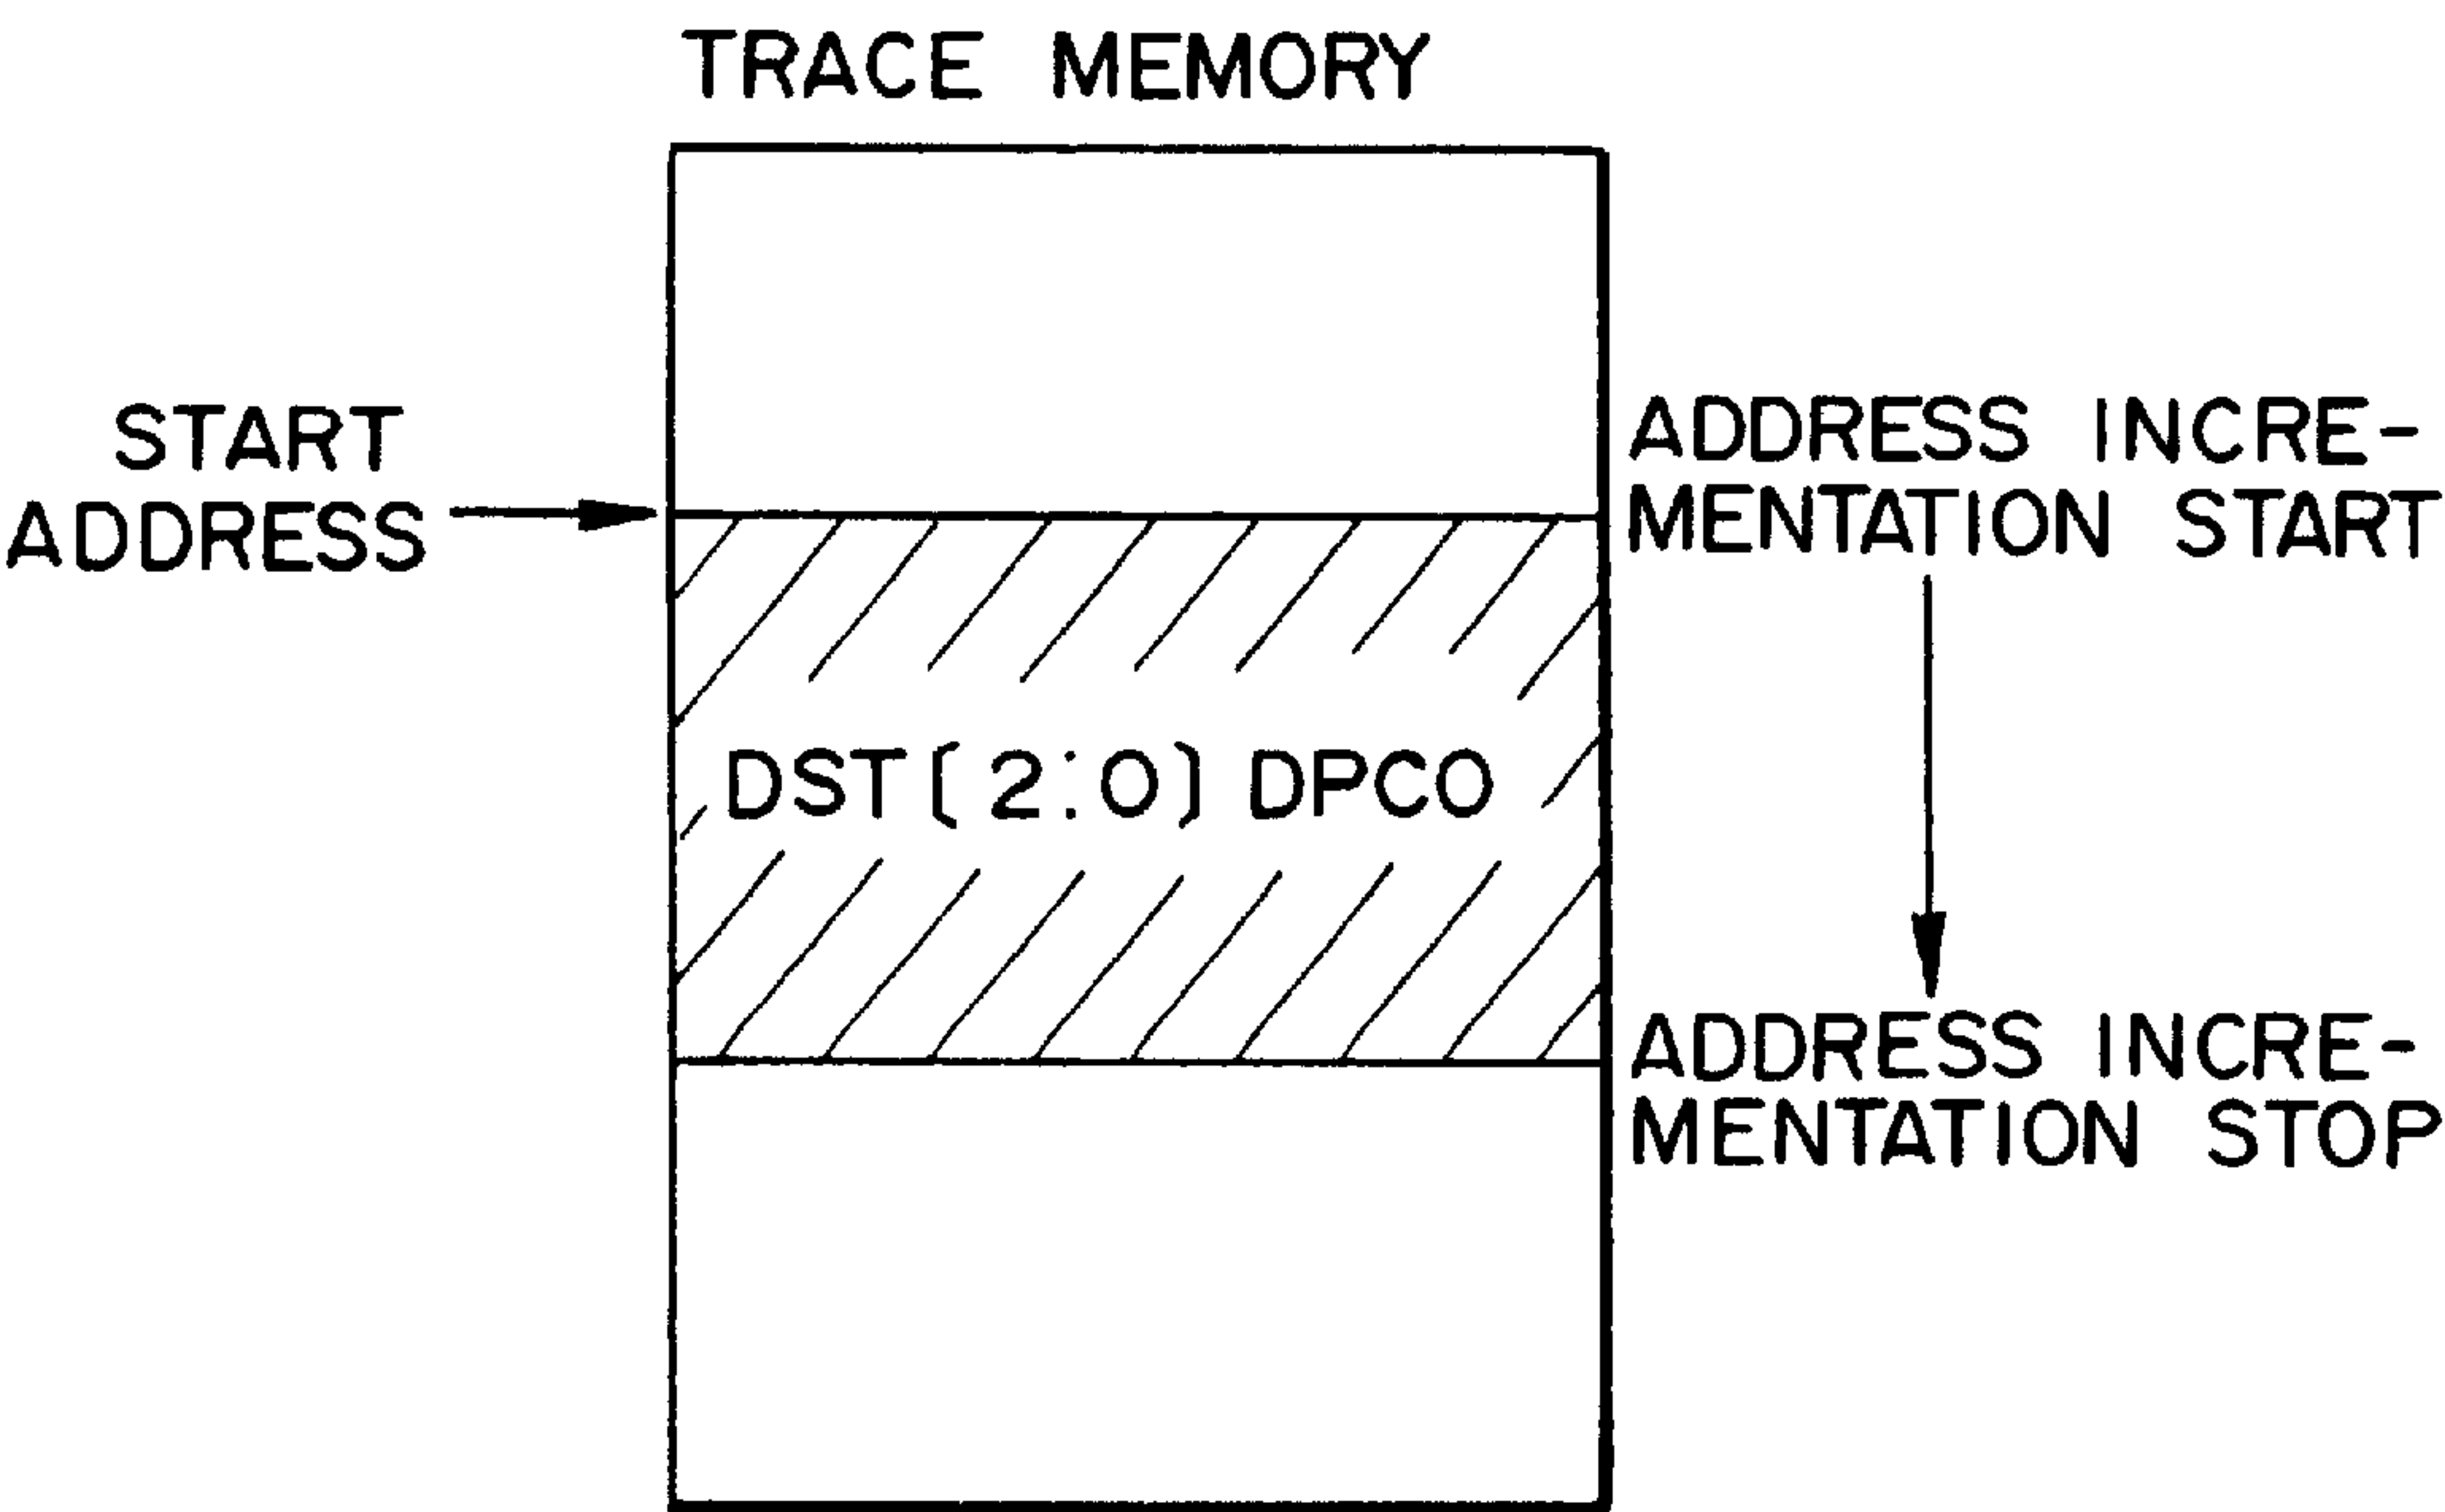 TRACE MEMORY
START
ADDRESS
ADDRESS INCRE-
MENTATION START
DST(2:0) DPCO
ADDRESS INCRE-
MENTATION STOP